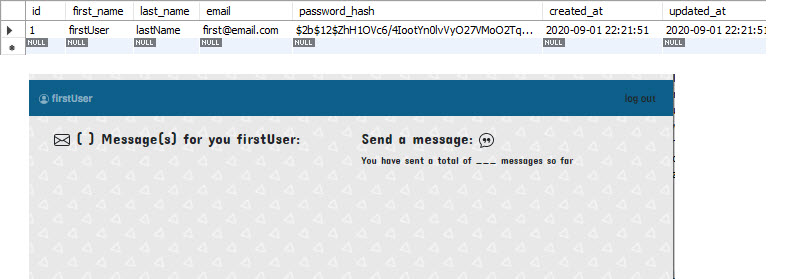 id first_name last_name email password_hash created_at updated_at
1 firstUser lastName first@email.com $2b$12$ZhH1OVc6/4IootYn0lvVyO27VMoO2Tq... 2020-09-01 22:21:51 2020-09-01 22:21:51
NULL NULL NULL NULL NULL NULL NULL
firstUser log out
( ) Message(s) for you firstUser: Send a message:
You have sent a total of ___ messages so far